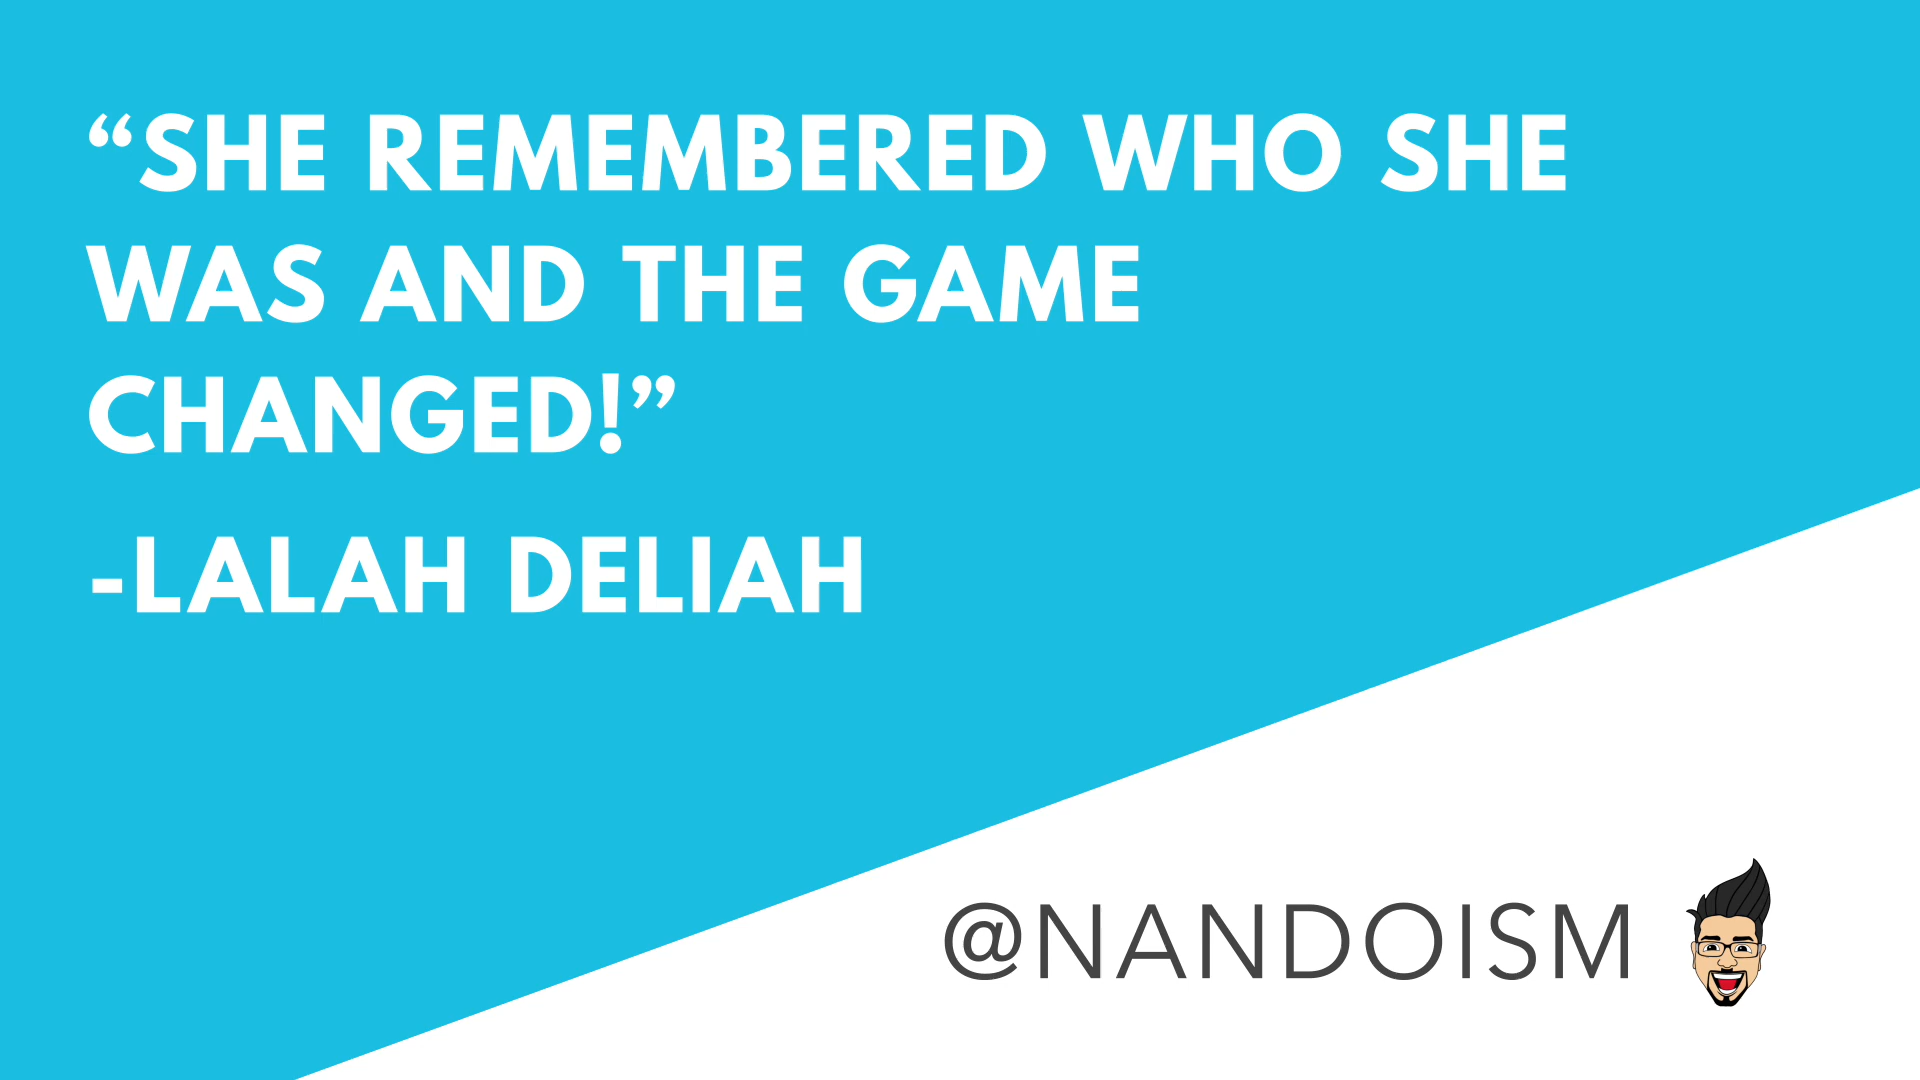 “SHE REMEMBERED WHO SHE
WAS AND THE GAME
CHANGED!”
-LALAH DELIAH
@NANDOISM